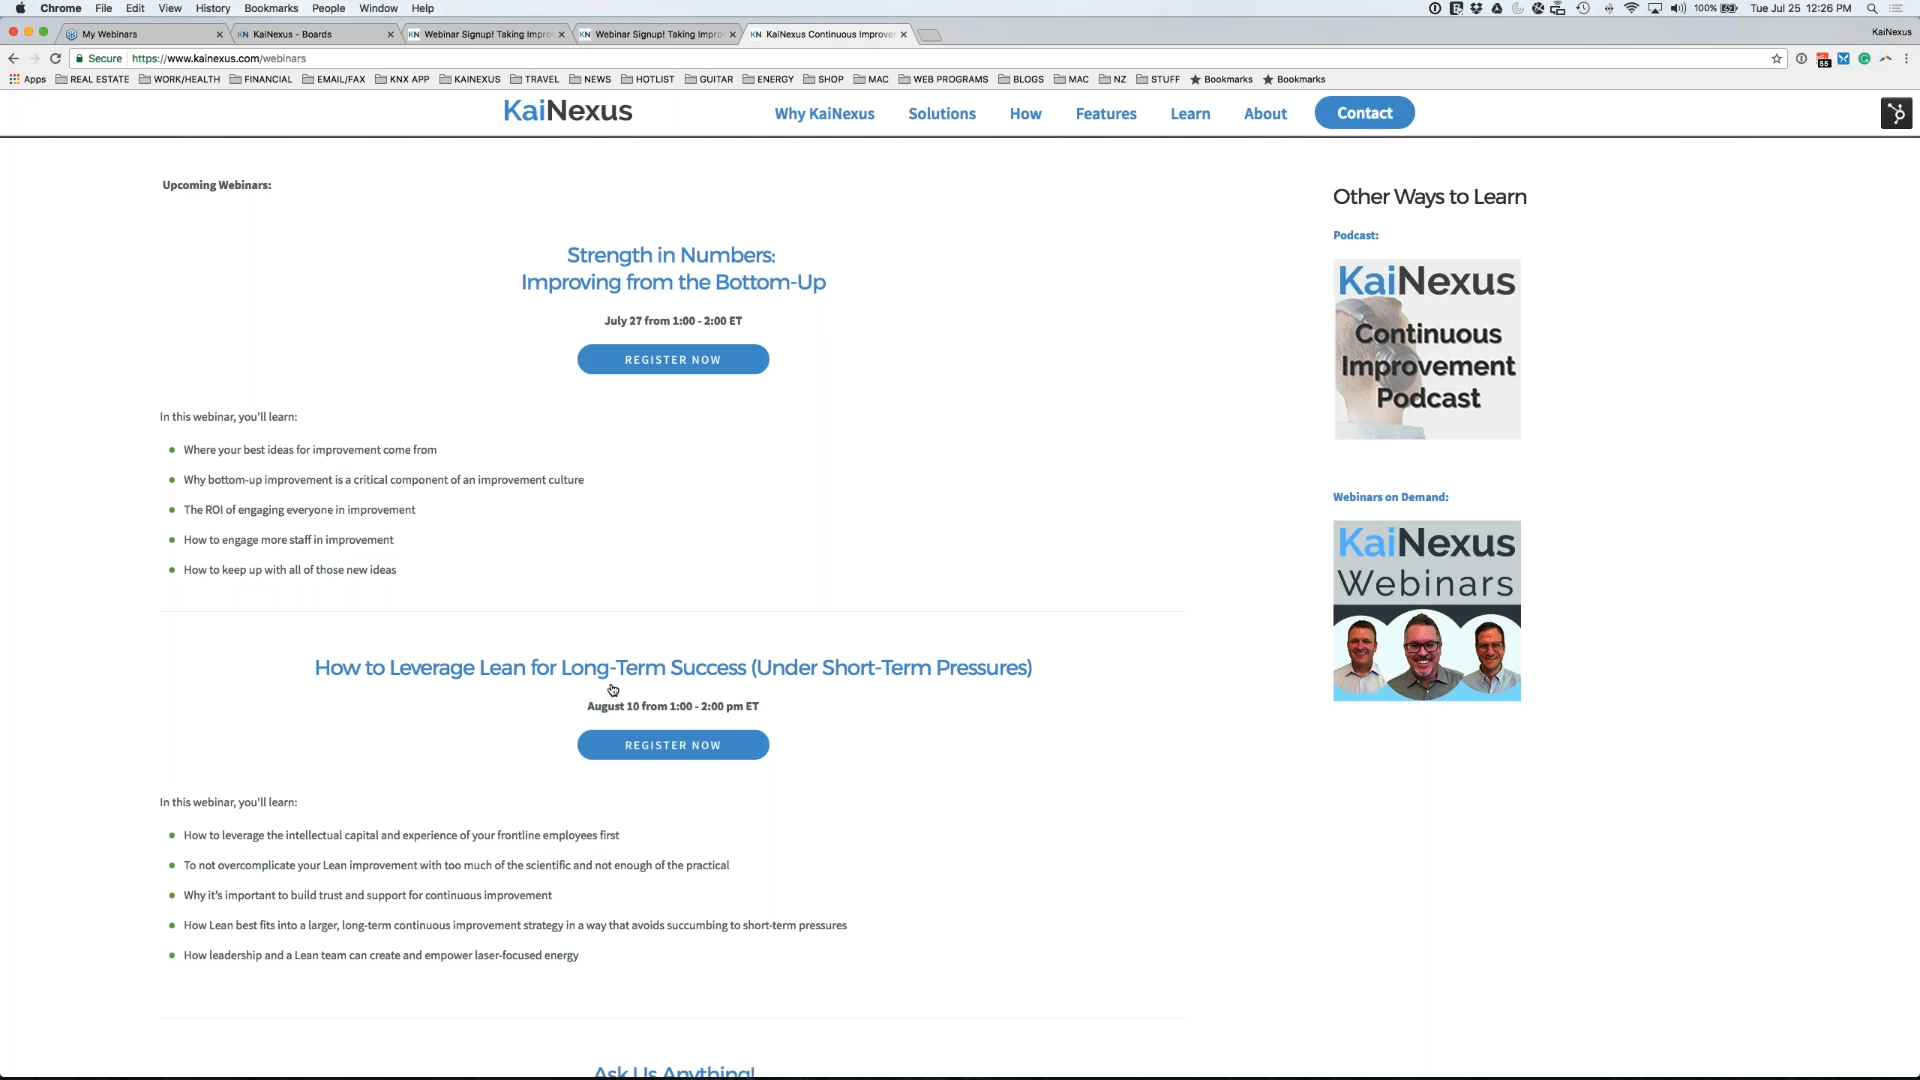 Chrome File Edit View History Bookmarks People Window Help
100% Tue Jul 25 12:26 PM
My Webinars
KaiNexus - Boards
Webinar Signup! Taking Impro
Webinar Signup! Taking Impro
KaiNexus Continuous Improve
KaiNexus
Secure https://www.kainexus.com/webinars
55
Apps REAL ESTATE WORK/HEALTH FINANCIAL EMAIL/FAX KNX APP KAINEXUS TRAVEL NEWS HOTLIST GUITAR ENERGY SHOP MAC WEB PROGRAMS BLOGS MAC NZ STUFF Bookmarks Bookmarks
KaiNexus
Why KaiNexus Solutions How Features Learn About Contact
Upcoming Webinars:
Strength in Numbers:
Improving from the Bottom-Up
July 27 from 1:00 - 2:00 ET
REGISTER NOW
In this webinar, you'll learn:
Where your best ideas for improvement come from
Why bottom-up improvement is a critical component of an improvement culture
The ROI of engaging everyone in improvement
How to engage more staff in improvement
How to keep up with all of those new ideas
How to Leverage Lean for Long-Term Success (Under Short-Term Pressures)
August 10 from 1:00 - 2:00 pm ET
REGISTER NOW
In this webinar, you'll learn:
How to leverage the intellectual capital and experience of your frontline employees first
To not overcomplicate your Lean improvement with too much of the scientific and not enough of the practical
Why it's important to build trust and support for continuous improvement
How Lean best fits into a larger, long-term continuous improvement strategy in a way that avoids succumbing to short-term pressures
How leadership and a Lean team can create and empower laser-focused energy
Ask Us Anything!
Other Ways to Learn
Podcast:
KaiNexus
Continuous
Improvement
Podcast
Webinars on Demand:
KaiNexus
Webinars